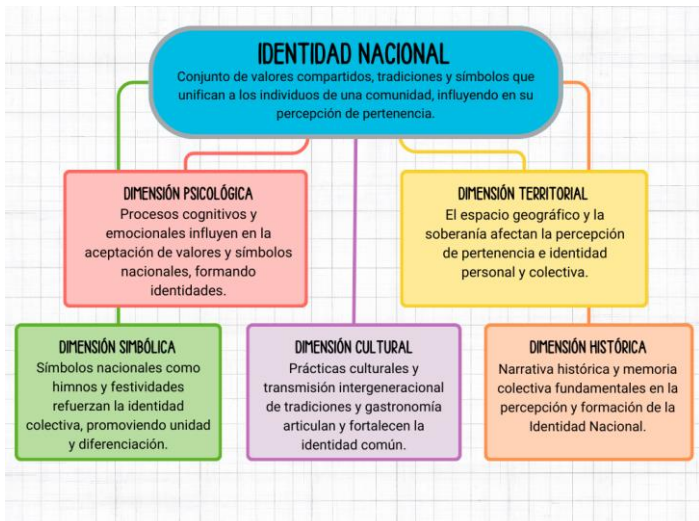 IDENTIDAD NACIONAL
Conjunto de valores compartidos, tradiciones y símbolos que
unifican a los individuos de una comunidad, influyendo en su
percepción de pertenencia.
DIMENSIÓN PSICOLÓGICA
Procesos cognitivos y
emocionales influyen en la
aceptación de valores y símbolos
nacionales, formando
identidades.
DIMENSIÓN TERRITORIAL
El espacio geográfico y la
soberanía afectan la percepción
de pertenencia e identidad
personal y colectiva.
DIMENSIÓN SIMBÓLICA
Símbolos nacionales como
himnos y festividades
refuerzan la identidad
colectiva, promoviendo unidad
y diferenciación.
DIMENSIÓN CULTURAL
Prácticas culturales y
transmisión intergeneracional
de tradiciones y gastronomía
articulan y fortalecen la
identidad común.
DIMENSIÓN HISTÓRICA
Narrativa histórica y memoria
colectiva fundamentales en la
percepción y formación de la
Identidad Nacional.